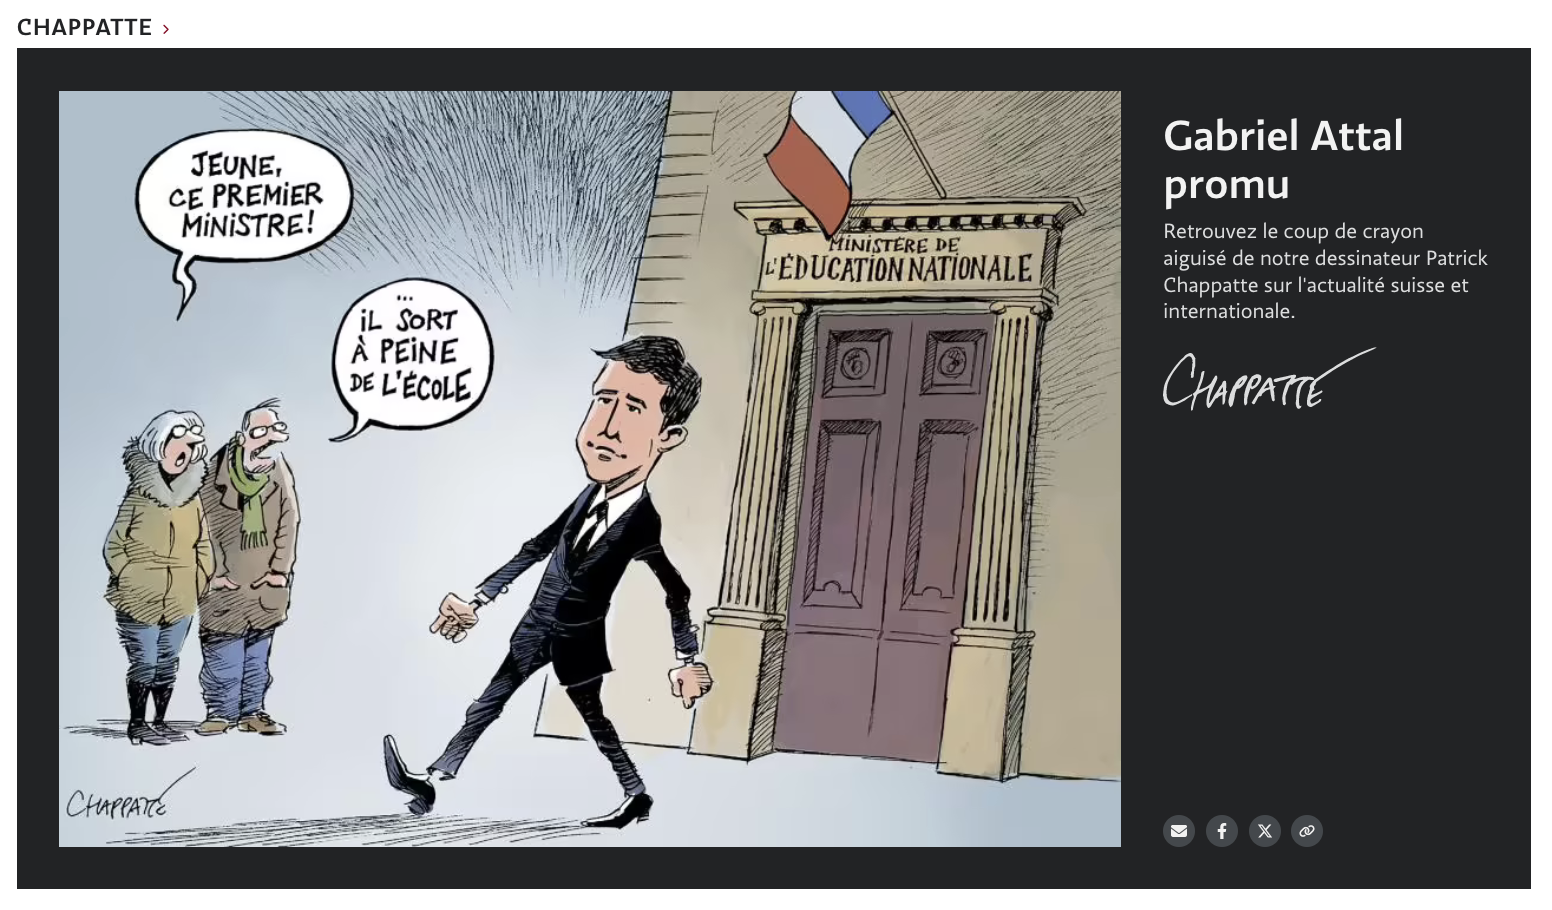 CHAPPATTE >
JEUNE,
CE PREMIER
MINISTRE!
...
IL SORT
À PEINE
DE L'ÉCOLE
MINISTÈRE DE
L'ÉDUCATION NATIONALE
CHAPPATTE
Gabriel Attal
promu
Retrouvez le coup de crayon
aiguisé de notre dessinateur Patrick
Chappatte sur l'actualité suisse et
internationale.
CHAPPATTE